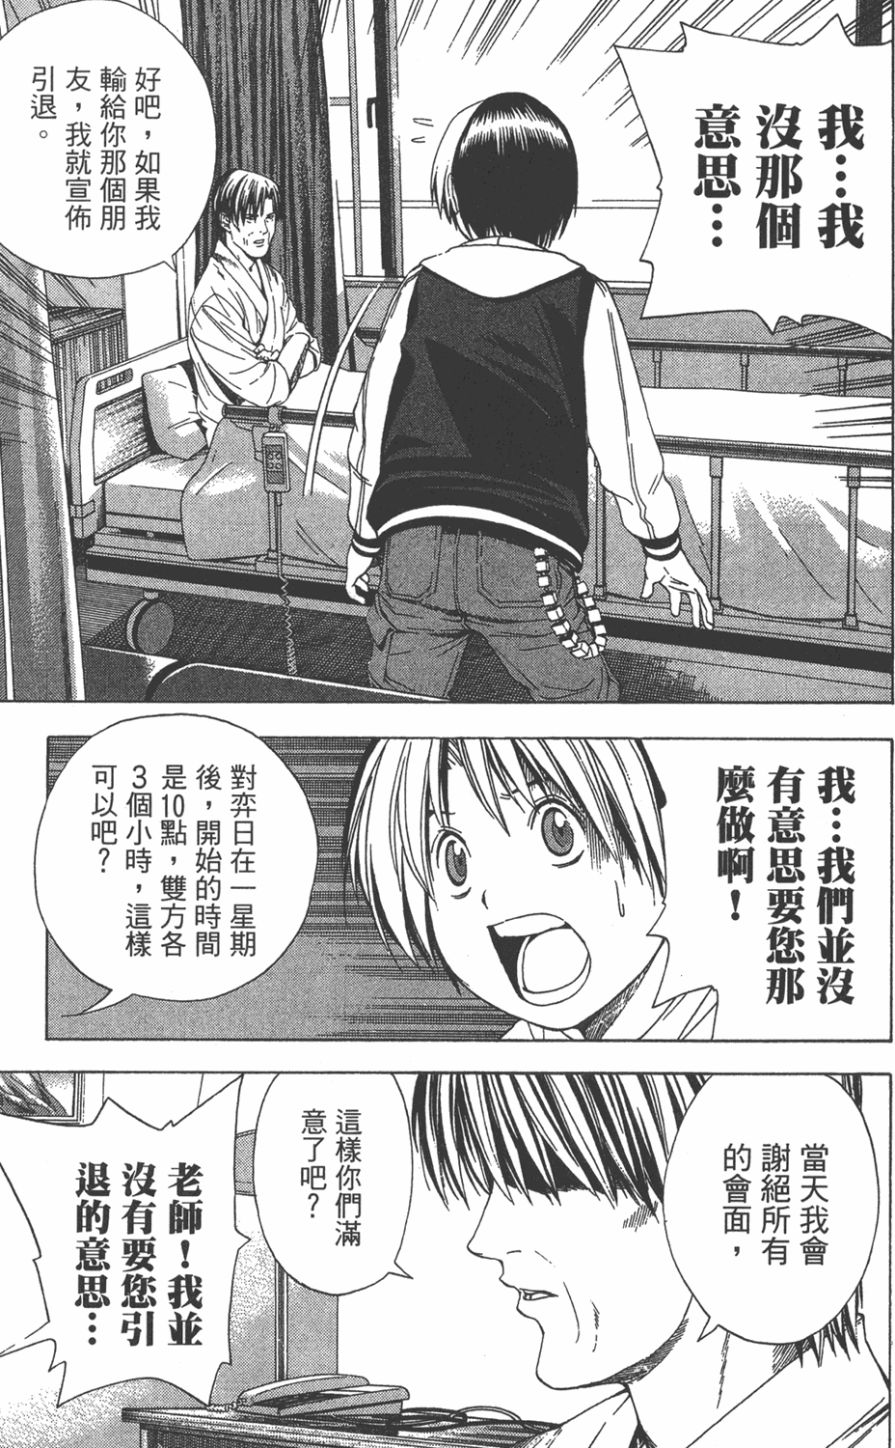 我…我
沒那個
意思…
好吧，如果我
輸給你那個朋
友，我就宣佈
引退。
我…我們並沒
有意思要您那
麼做啊！
對弈日在一星期
後，開始的時間
是10點，雙方各
3個小時，這樣
可以吧？
當天我會
謝絕所有
的會面，
這樣你們滿
意了吧？
老師！我並
沒有要您引
退的意思…